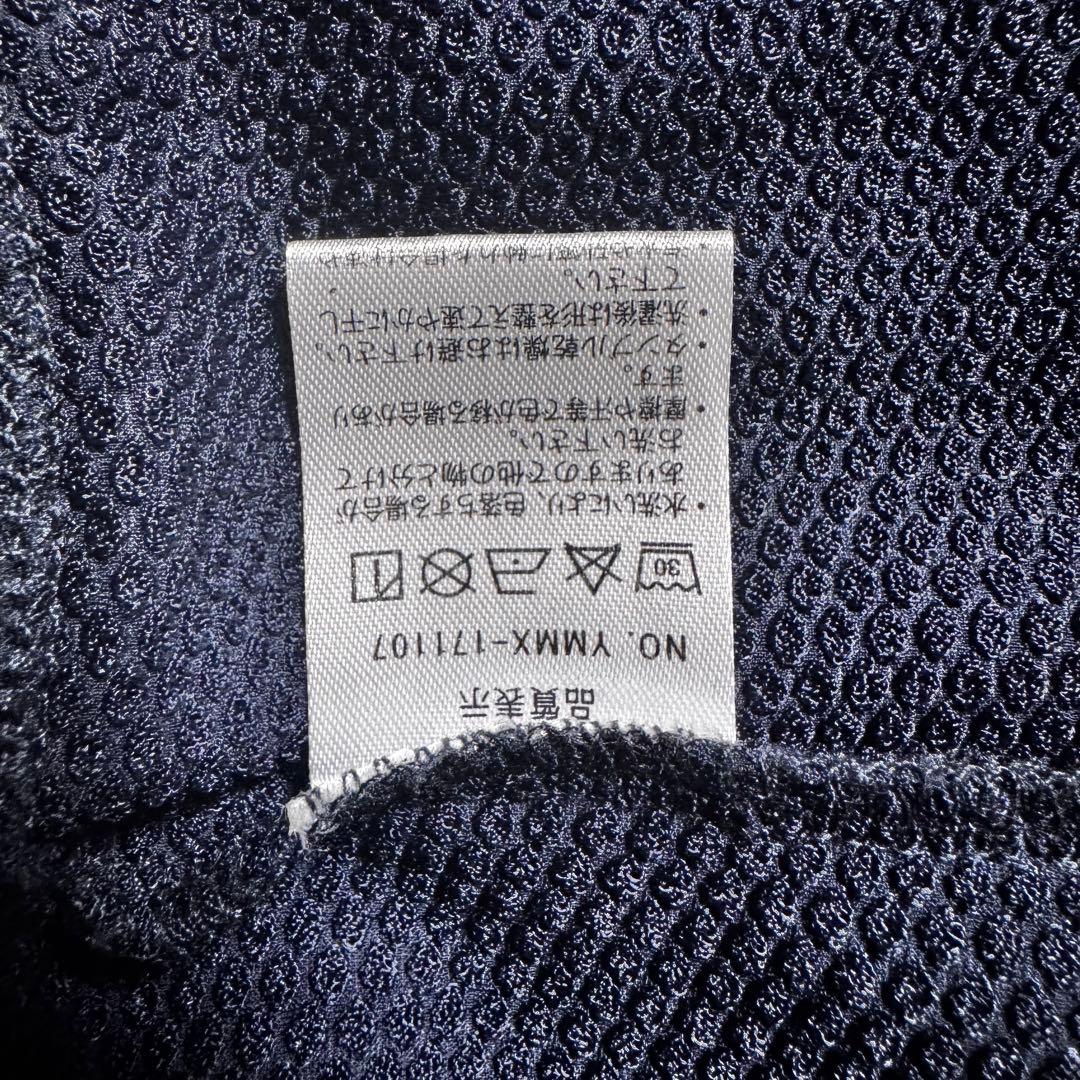 品質表示
NO. YMMX-171107
30
・水洗いにより、色落ちする場合が
ありますので他の物と分けて
お洗い下さい。
・摩擦や汗等で色が移る場合があり
ます。
・タンブル乾燥はお避け下さい。
・洗濯後は形を整えて速やかに干し
て下さい。